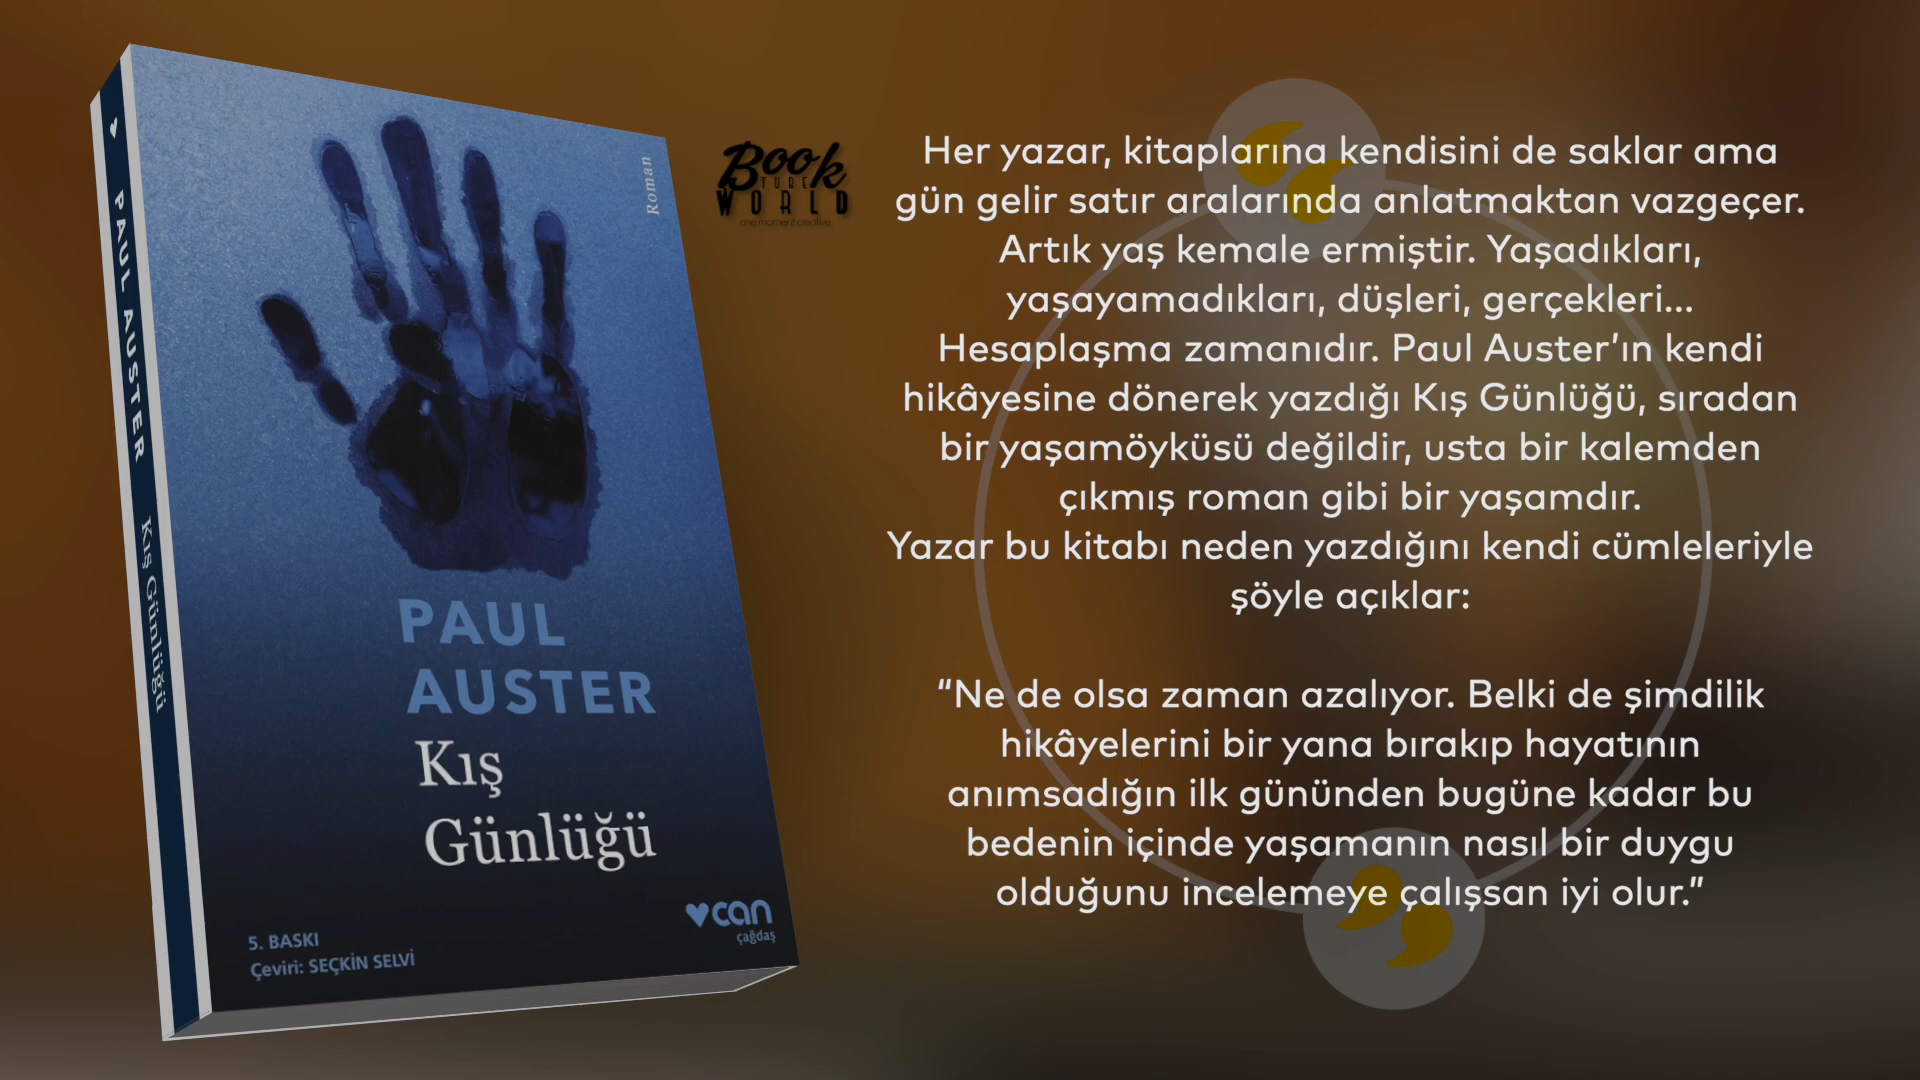 PAUL AUSTER Kış Günlüğü
Roman
PAUL
AUSTER
Kış
Günlüğü
5. BASKI
Çeviri: SEÇKİN SELVİ
can
çağdaş
Book
TURE
WORLD
one moment creative
Her yazar, kitaplarına kendisini de saklar ama
gün gelir satır aralarında anlatmaktan vazgeçer.
Artık yaş kemale ermiştir. Yaşadıkları,
yaşayamadıkları, düşleri, gerçekleri...
Hesaplaşma zamanıdır. Paul Auster’ın kendi
hikâyesine dönerek yazdığı Kış Günlüğü, sıradan
bir yaşamöyküsü değildir, usta bir kalemden
çıkmış roman gibi bir yaşamdır.
Yazar bu kitabı neden yazdığını kendi cümleleriyle
şöyle açıklar:
“Ne de olsa zaman azalıyor. Belki de şimdilik
hikâyelerini bir yana bırakıp hayatının
anımsadığın ilk gününden bugüne kadar bu
bedenin içinde yaşamanın nasıl bir duygu
olduğunu incelemeye çalışsan iyi olur.”